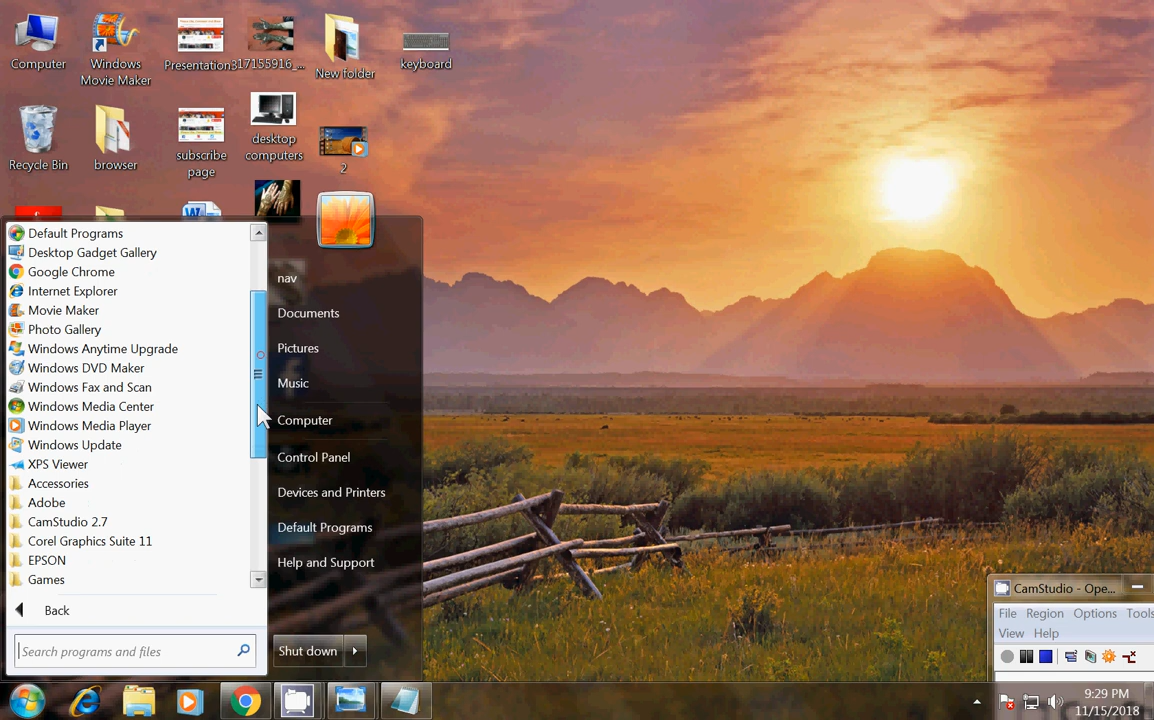 Computer
Windows
Movie Maker
Presentation3
17155916_...
New folder
keyboard
Recycle Bin
browser
subscribe
page
desktop
computers
2
Default Programs
Desktop Gadget Gallery
Google Chrome
Internet Explorer
Movie Maker
Photo Gallery
Windows Anytime Upgrade
Windows DVD Maker
Windows Fax and Scan
Windows Media Center
Windows Media Player
Windows Update
XPS Viewer
Accessories
Adobe
CamStudio 2.7
Corel Graphics Suite 11
EPSON
Games
Back
Search programs and files
nav
Documents
Pictures
Music
Computer
Control Panel
Devices and Printers
Default Programs
Help and Support
Shut down
CamStudio - Ope...
File Region Options Tools
View Help
9:29 PM
11/15/2018